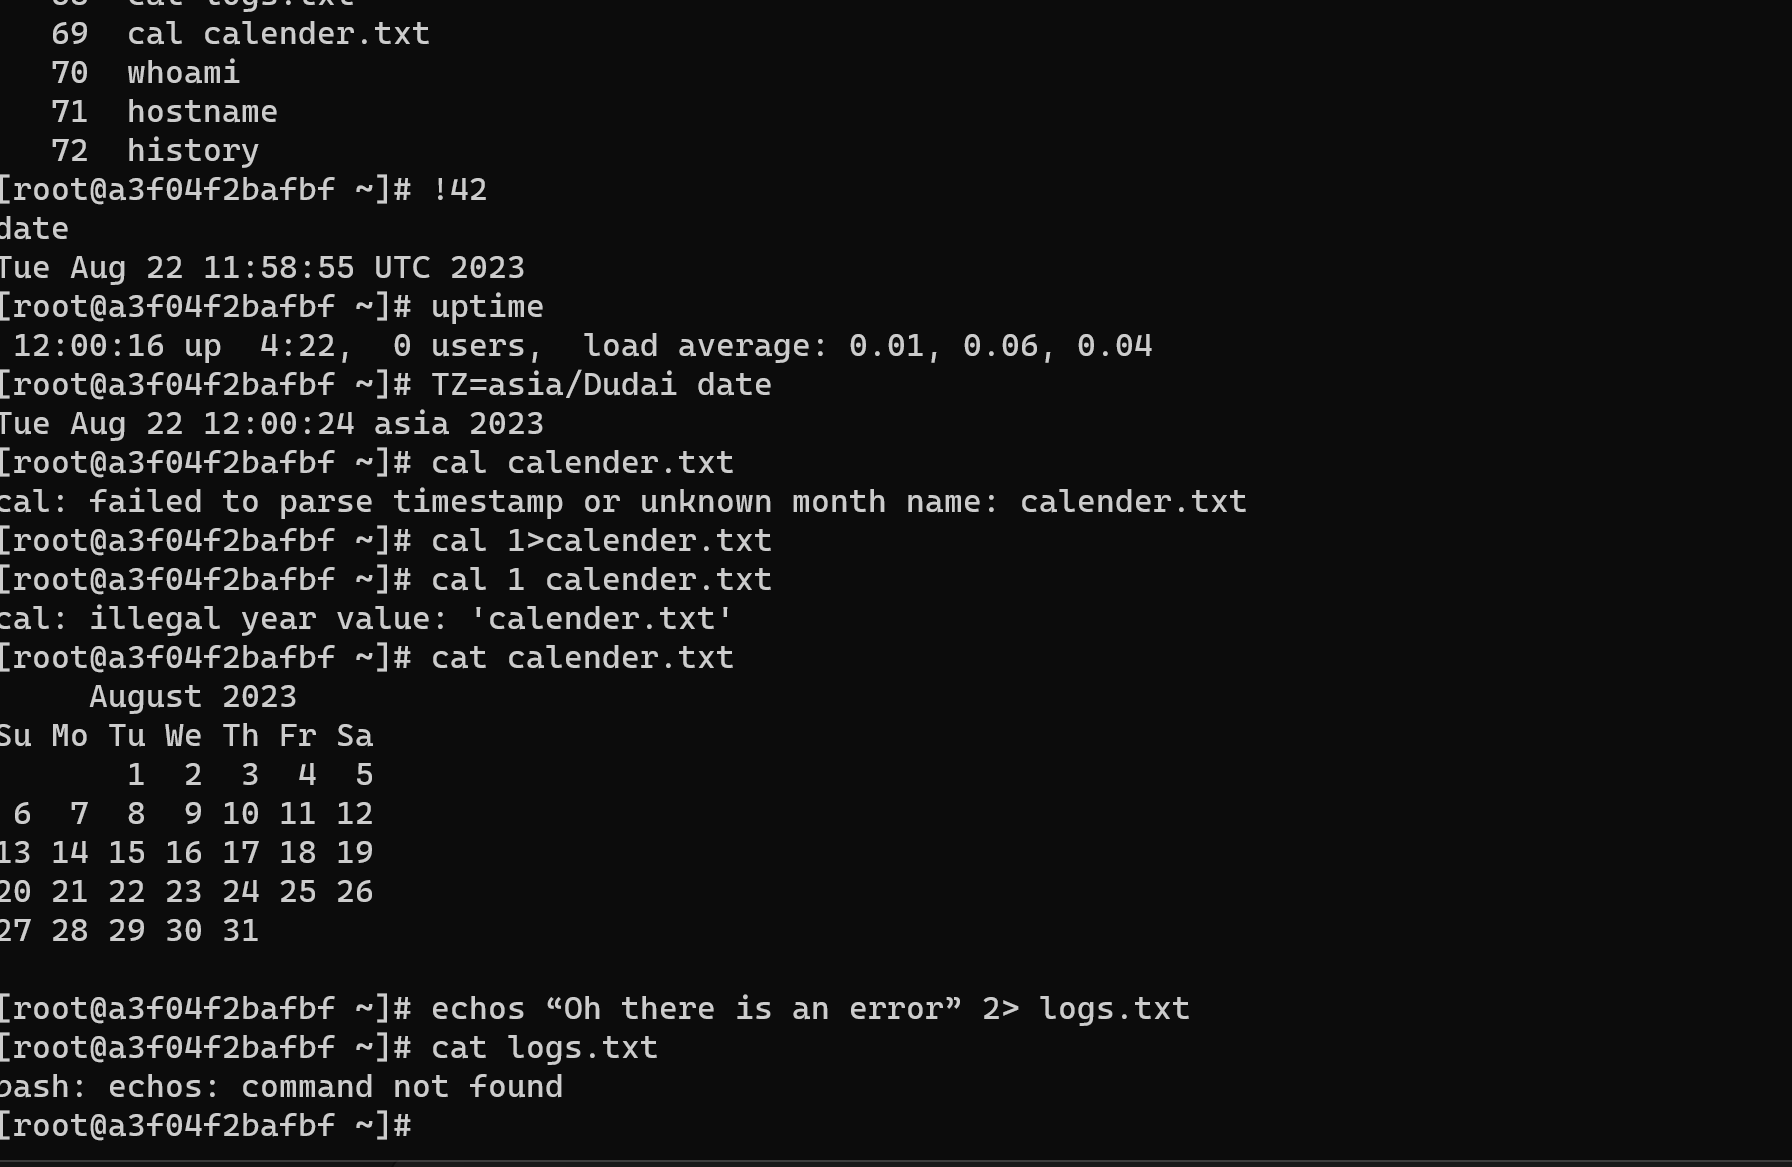 68  cat logs.txt
69  cal calender.txt
70  whoami
71  hostname
72  history
[root@a3f04f2bafbf ~]# !42
date
Tue Aug 22 11:58:55 UTC 2023
[root@a3f04f2bafbf ~]# uptime
 12:00:16 up  4:22,  0 users,  load average: 0.01, 0.06, 0.04
[root@a3f04f2bafbf ~]# TZ=asia/Dudai date
Tue Aug 22 12:00:24 asia 2023
[root@a3f04f2bafbf ~]# cal calender.txt
cal: failed to parse timestamp or unknown month name: calender.txt
[root@a3f04f2bafbf ~]# cal 1>calender.txt
[root@a3f04f2bafbf ~]# cal 1 calender.txt
cal: illegal year value: 'calender.txt'
[root@a3f04f2bafbf ~]# cat calender.txt
     August 2023
Su Mo Tu We Th Fr Sa
       1  2  3  4  5
 6  7  8  9 10 11 12
13 14 15 16 17 18 19
20 21 22 23 24 25 26
27 28 29 30 31
[root@a3f04f2bafbf ~]# echos “Oh there is an error” 2> logs.txt
[root@a3f04f2bafbf ~]# cat logs.txt
bash: echos: command not found
[root@a3f04f2bafbf ~]#